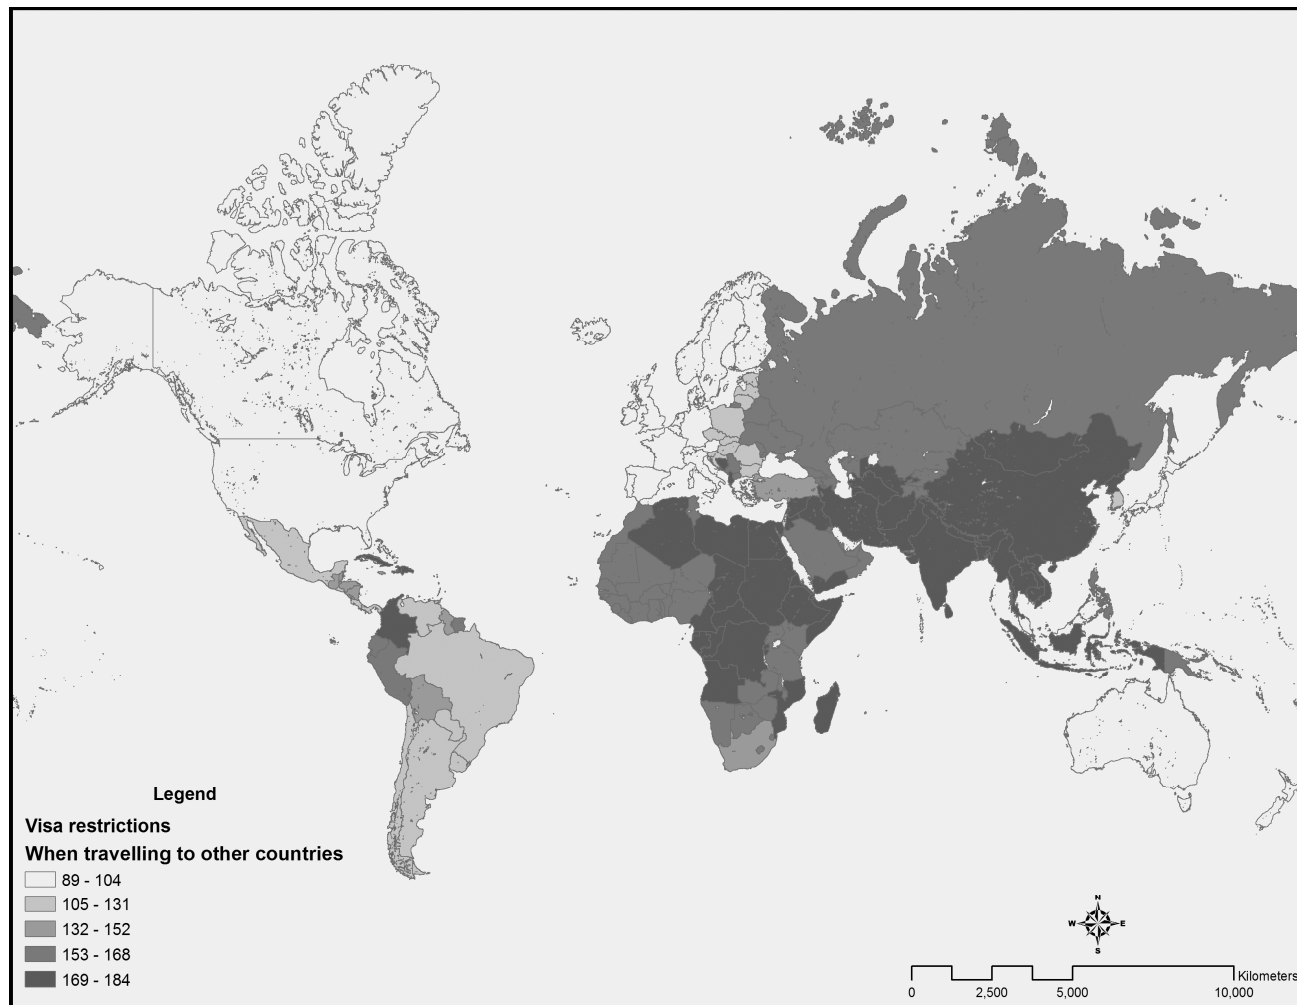 Legend
Visa restrictions
When travelling to other countries
89 - 104
105 - 131
132 - 152
153 - 168
169 - 184
N
W E
S
Kilometers
0 2,500 5,000 10,000